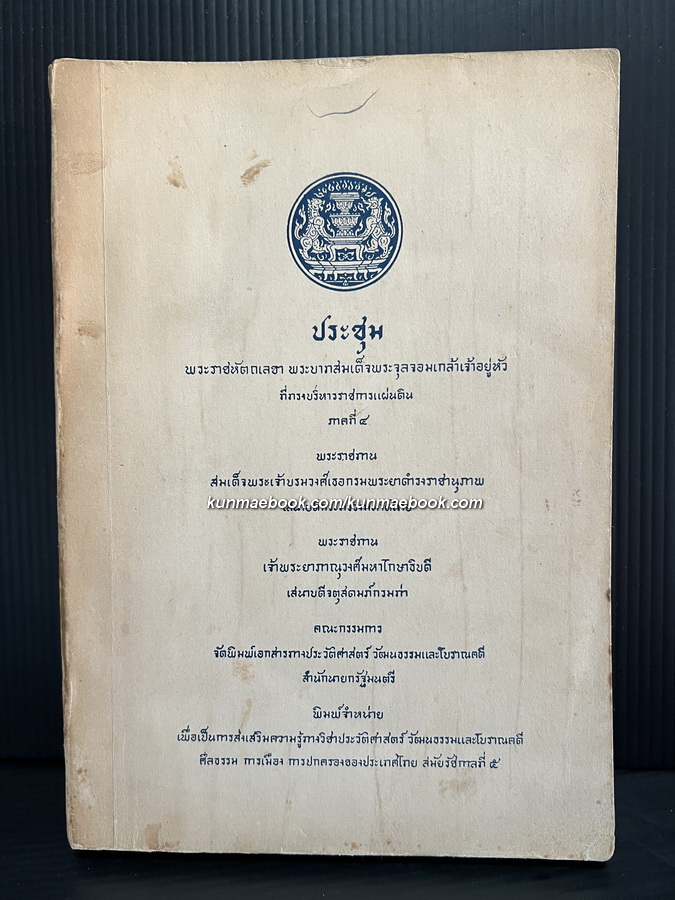 ประชุม
พระราชหัตถเลขา พระบาทสมเด็จพระจุลจอมเกล้าเจ้าอยู่หัว
ที่ทรงบริหารราชการแผ่นดิน
ภาคที่ ๔
พระราชทาน
สมเด็จพระเจ้าบรมวงศ์เธอกรมพระยาดำรงราชานุภาพ
kunmaebook.com/kunmaebook.com
พระราชทาน
เจ้าพระยาภาณุวงศ์มหาโกษาธิบดี
เสนาบดีจตุสดมภ์กรมท่า
คณะกรรมการ
จัดพิมพ์เอกสารทางประวัติศาสตร์ วัฒนธรรมและโบราณคดี
สำนักนายกรัฐมนตรี
พิมพ์จำหน่าย
เพื่อเป็นการส่งเสริมความรู้ทางวิชาประวัติศาสตร์ วัฒนธรรมและโบราณคดี
ศีลธรรม การเมือง การปกครองของประเทศไทย สมัยรัชกาลที่ ๕